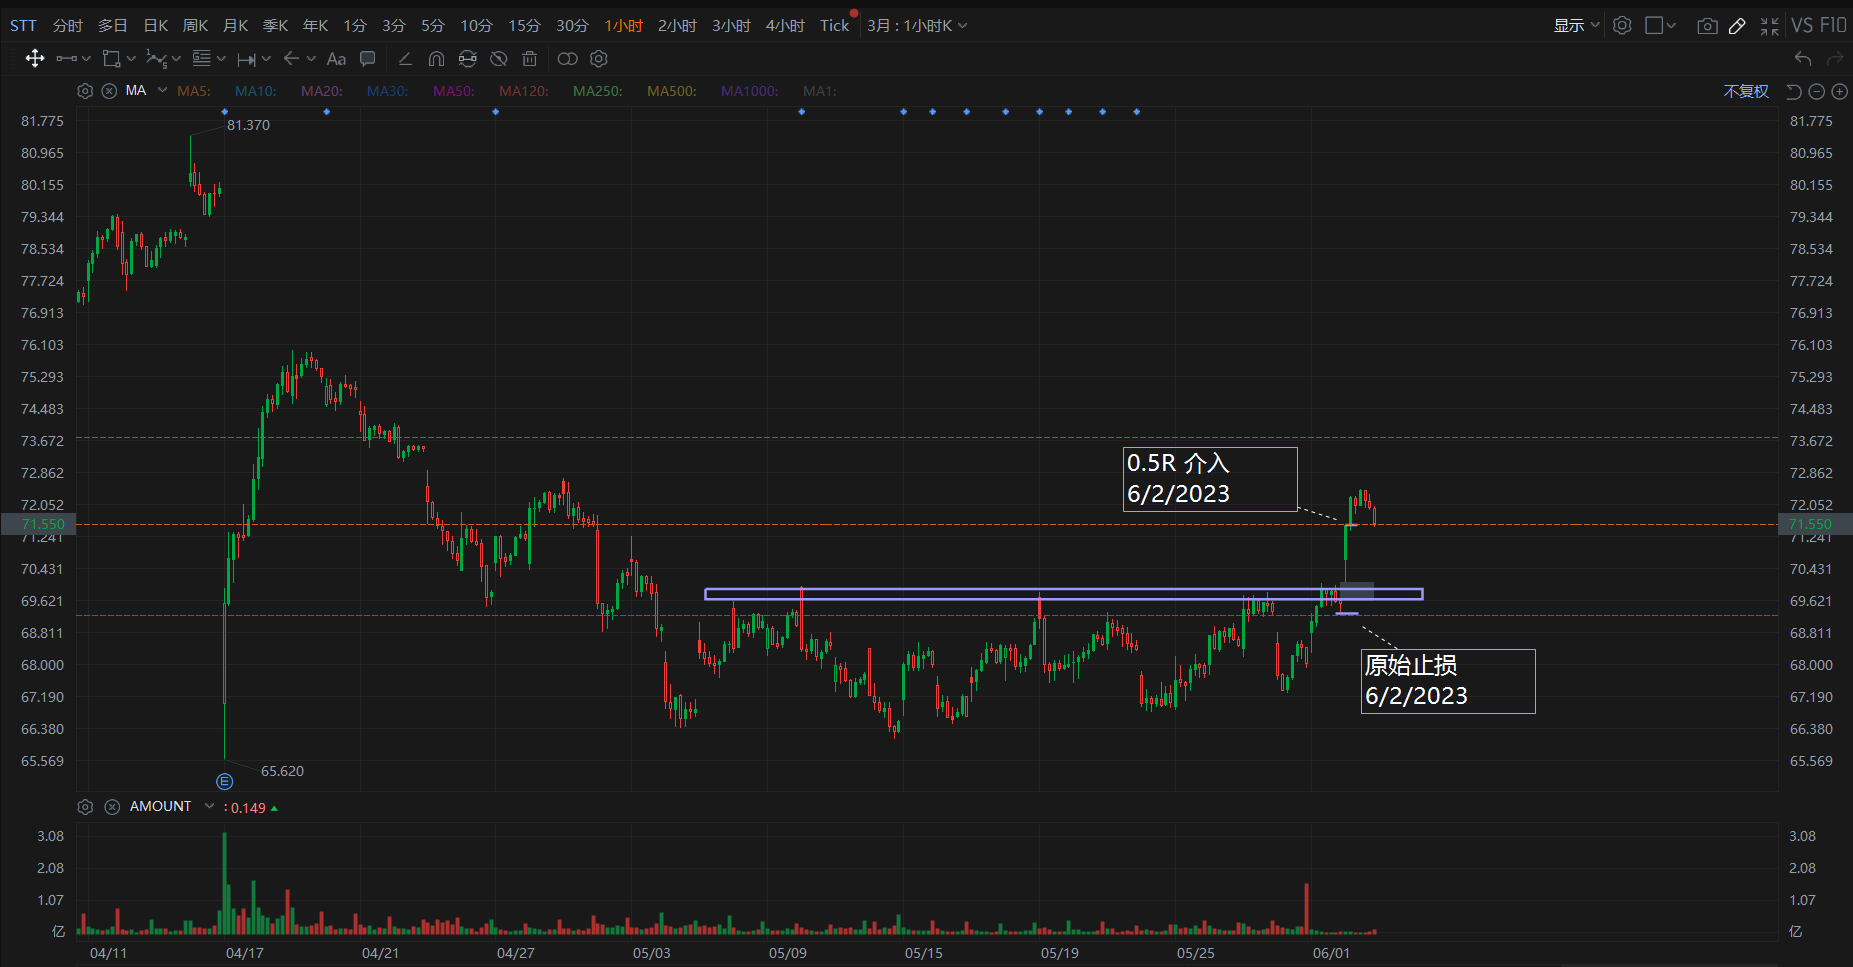 STT 分时 多日 日K 周K 月K 季K 年K 1分 3分 5分 10分 15分 30分 1小时 2小时 3小时 4小时 Tick 3月 : 1小时K 显示 VS F10
Aa
MA MA5: MA10: MA20: MA30: MA50: MA120: MA250: MA500: MA1000: MA1: 不复权
81.775 81.370 81.775
80.965 80.965
80.155 80.155
79.344 79.344
78.534 78.534
77.724 77.724
76.913 76.913
76.103 76.103
75.293 75.293
74.483 74.483
73.672 73.672
0.5R 介入
6/2/2023
72.862 72.862
72.052 72.052
71.550 71.550
71.241 71.241
70.431 70.431
69.621 69.621
68.811 68.811
原始止损
6/2/2023
68.000 68.000
67.190 67.190
66.380 66.380
65.569 65.569
65.620
E
AMOUNT : 0.149
3.08 3.08
2.08 2.08
1.07 1.07
亿 亿
04/11 04/17 04/21 04/27 05/03 05/09 05/15 05/19 05/25 06/01